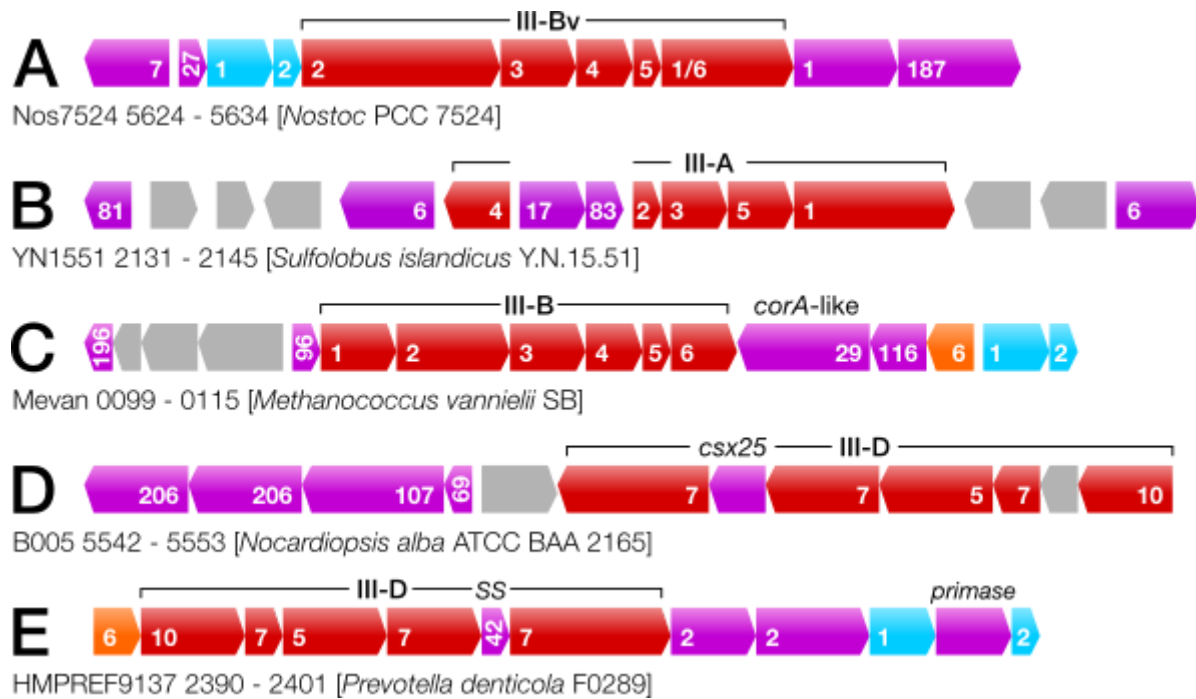 III-Bv
A 7 27 1 2 2 3 4 5 1/6 1 187
Nos7524 5624 - 5634 [Nostoc PCC 7524]
III-A
B 81 6 4 17 83 2 3 5 1 6
YN1551 2131 - 2145 [Sulfolobus islandicus Y.N.15.51]
III-B corA-like
C 196 96 1 2 3 4 5 6 29 116 6 1 2
Mevan 0099 - 0115 [Methanococcus vannielii SB]
csx25 III-D
D 206 206 107 69 7 7 5 7 10
B005 5542 - 5553 [Nocardiopsis alba ATCC BAA 2165]
III-D SS primase
E 6 10 7 5 7 42 7 2 2 1 2
HMPREF9137 2390 - 2401 [Prevotella denticola F0289]